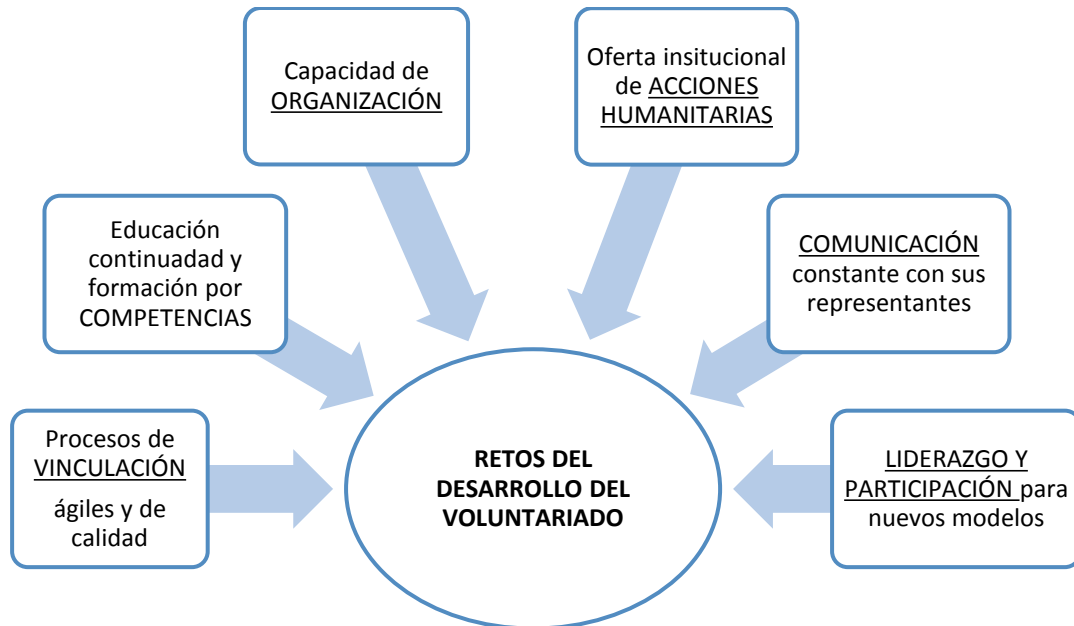 Capacidad de
ORGANIZACIÓN
Oferta insitucional
de ACCIONES
HUMANITARIAS
Educación
continuadad y
formación por
COMPETENCIAS
COMUNICACIÓN
constante con sus
representantes
Procesos de
VINCULACIÓN
ágiles y de
calidad
RETOS DEL
DESARROLLO DEL
VOLUNTARIADO
LIDERAZGO Y
PARTICIPACIÓN para
nuevos modelos